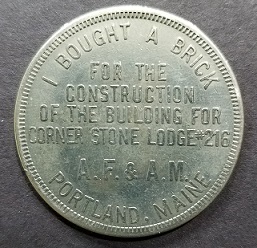 I BOUGHT A BRICK
FOR THE
CONSTRUCTION
OF THE BUILDING FOR
CORNER STONE LODGE #216
A.F. & A.M.
PORTLAND, MAINE